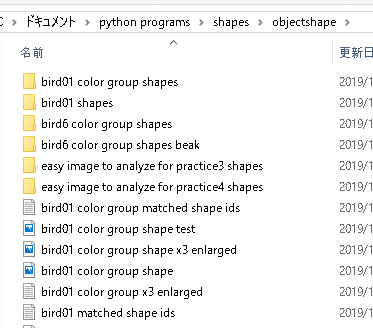 C > ドキュメント > python programs > shapes > objectshape >
名前 更新日
bird01 color group shapes 2019/1
bird01 shapes 2019/1
bird6 color group shapes 2019/1
bird6 color group shapes beak 2019/1
easy image to analyze for practice3 shapes 2019/1
easy image to analyze for practice4 shapes 2019/1
bird01 color group matched shape ids 2019/1
bird01 color group shape test 2019/1
bird01 color group shape x3 enlarged 2019/1
bird01 color group shape 2019/1
bird01 color group x3 enlarged 2019/1
bird01 matched shape ids 2019/1